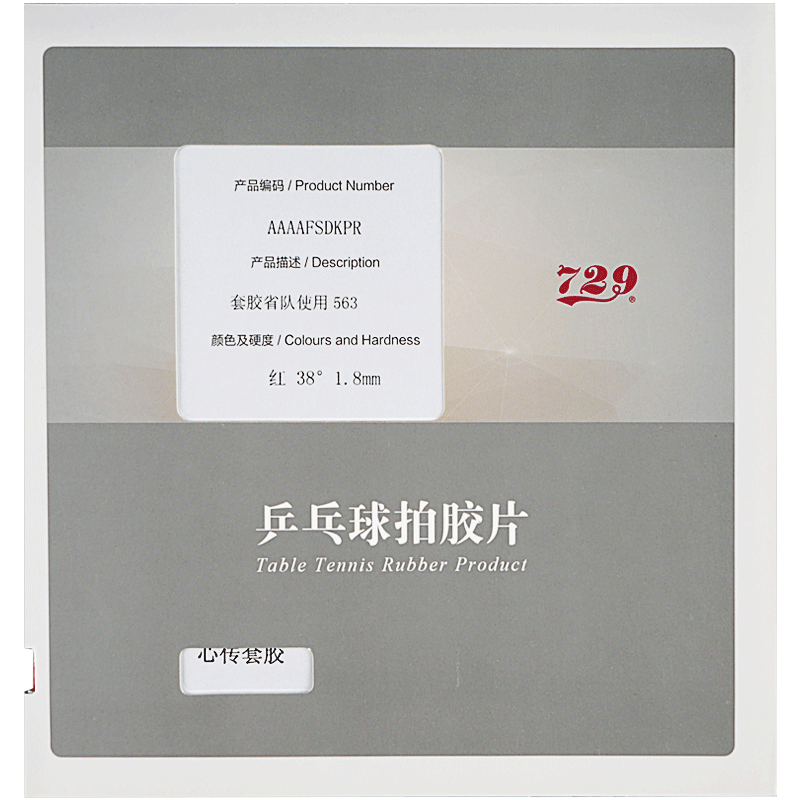 产品编码 / Product Number
AAAAFSDKPR
产品描述 / Description
套胶省队使用 563
颜色及硬度 / Colours and Hardness
红 38° 1.8mm
729®
乒乓球拍胶片
Table Tennis Rubber Product
心传套胶